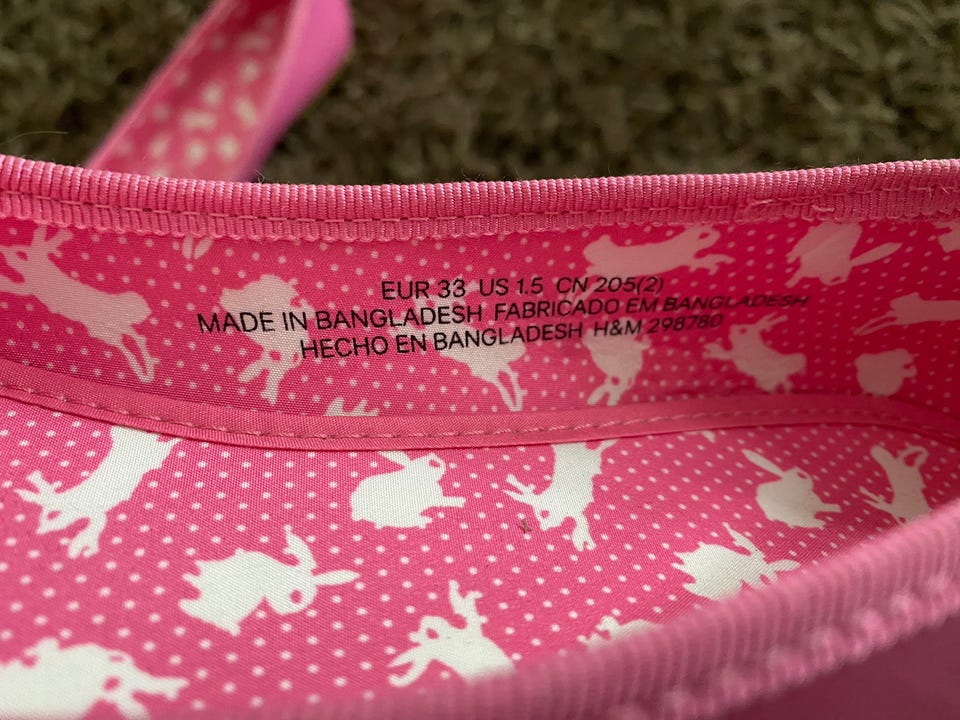 EUR 33 US 1.5 CN 205(2)
MADE IN BANGLADESH FABRICADO EM BANGLADESH
HECHO EN BANGLADESH H&M 298780